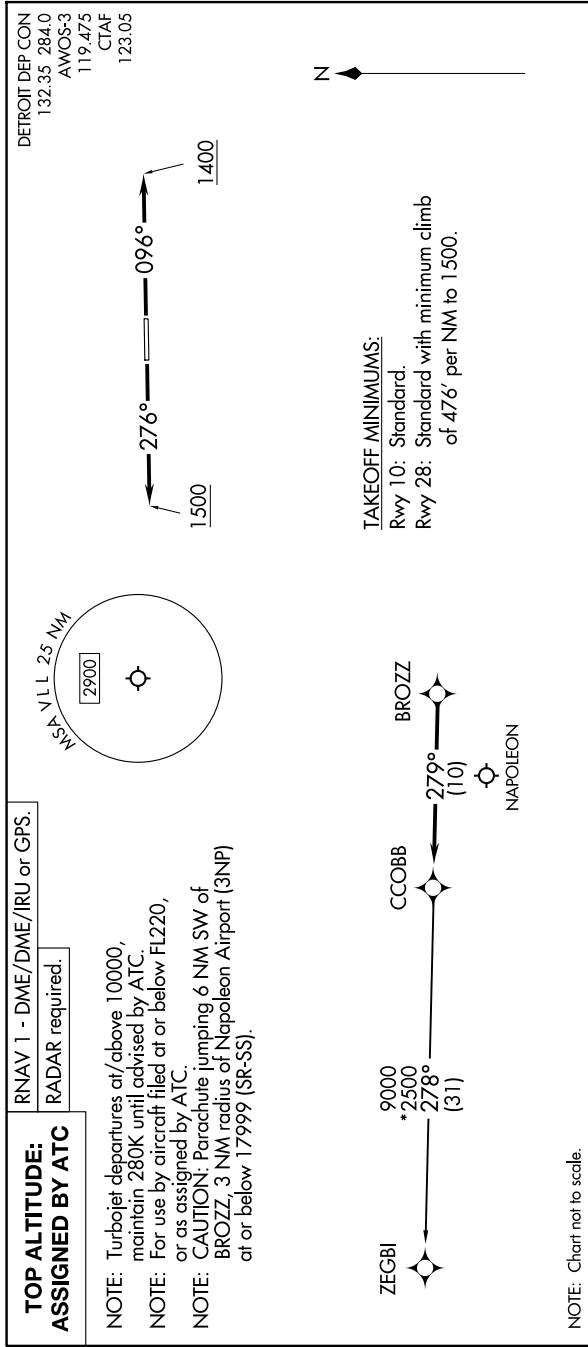 TOP ALTITUDE:
ASSIGNED BY ATC
RNAV 1 - DME/DME/IRU or GPS.
RADAR required.
NOTE: Turbojet departures at/above 10000,
maintain 280K until advised by ATC.
NOTE: For use by aircraft filed at or below FL220,
or as assigned by ATC.
NOTE: CAUTION: Parachute jumping 6 NM SW of
BROZZ, 3 NM radius of Napoleon Airport (3NP)
at or below 17999 (SR-SS).
MSA VLL 25 NM
2900
DETROIT DEP CON
132.35 284.0
AWOS-3
119.475
CTAF
123.05
276°
096°
1500
1400
N
ZEGBI
9000
*2500
278°
(31)
CCOBB
279°
(10)
BROZZ
NAPOLEON
TAKEOFF MINIMUMS:
Rwy 10: Standard.
Rwy 28: Standard with minimum climb
of 476' per NM to 1500.
NOTE: Chart not to scale.